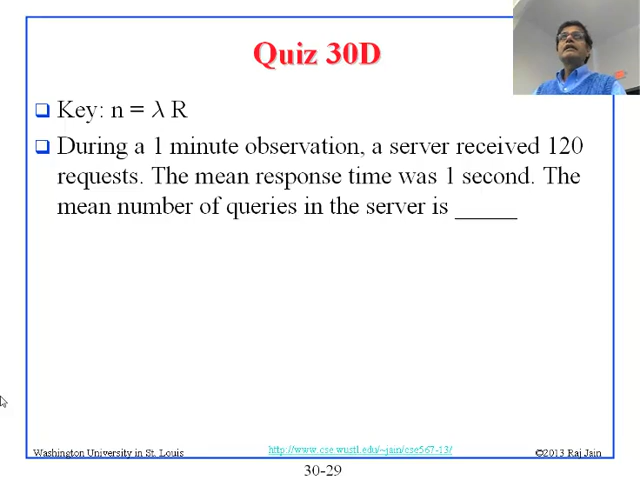 Quiz 30D
Key: n = λ R
During a 1 minute observation, a server received 120
requests. The mean response time was 1 second. The
mean number of queries in the server is _____
Washington University in St. Louis
http://www.cse.wustl.edu/~jain/cse567-13/
©2013 Raj Jain
30-29